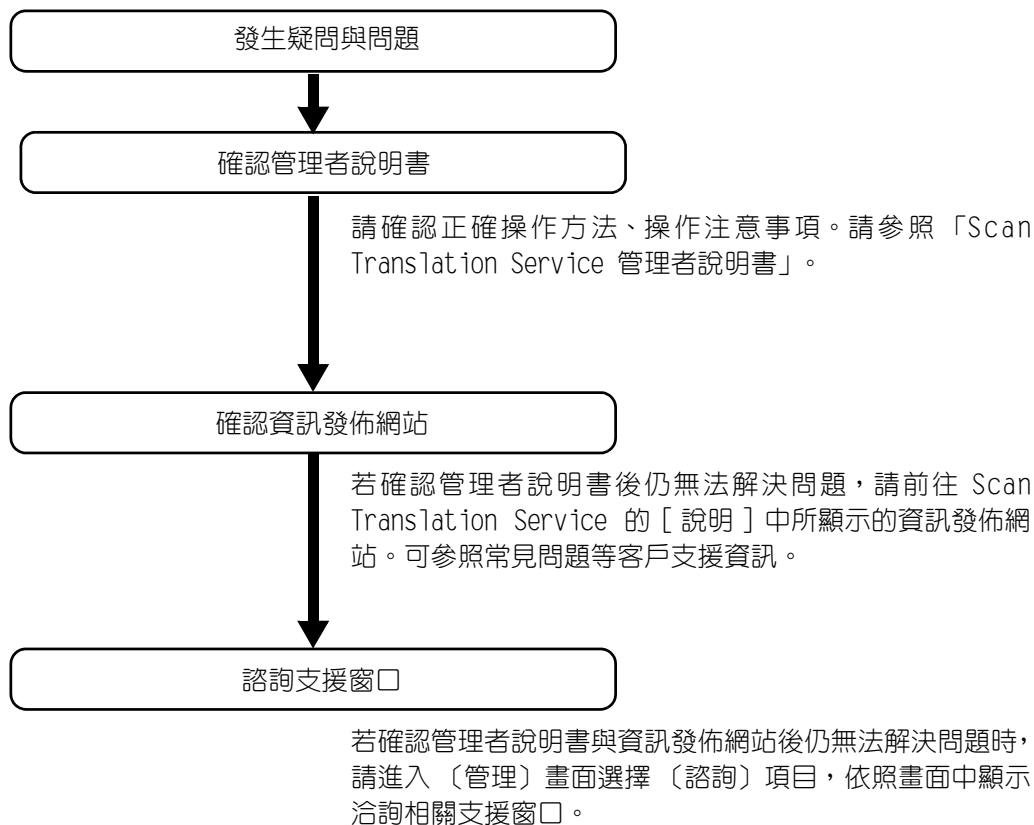 發生疑問與問題
確認管理者說明書
請確認正確操作方法、操作注意事項。請參照「Scan
Translation Service 管理者說明書」。
確認資訊發佈網站
若確認管理者說明書後仍無法解決問題，請前往 Scan
Translation Service 的 [ 說明 ] 中所顯示的資訊發佈網
站。可參照常見問題等客戶支援資訊。
諮詢支援窗口
若確認管理者說明書與資訊發佈網站後仍無法解決問題時，
請進入〔管理〕畫面選擇〔諮詢〕項目，依照畫面中顯示
洽詢相關支援窗口。